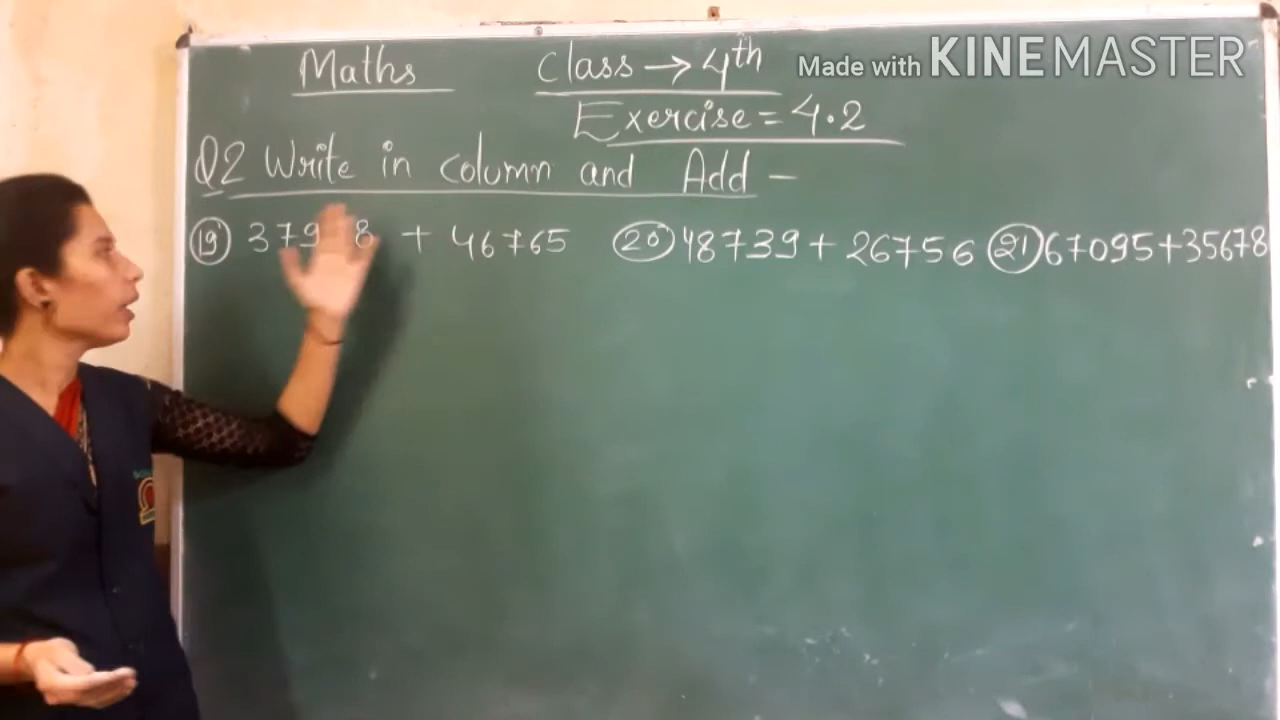 Maths Class → 4th
Made with KINEMASTER
Exercise = 4.2
Q2 Write in column and Add -
19 + 46765 20 48739 + 26756 21 67095 + 35678